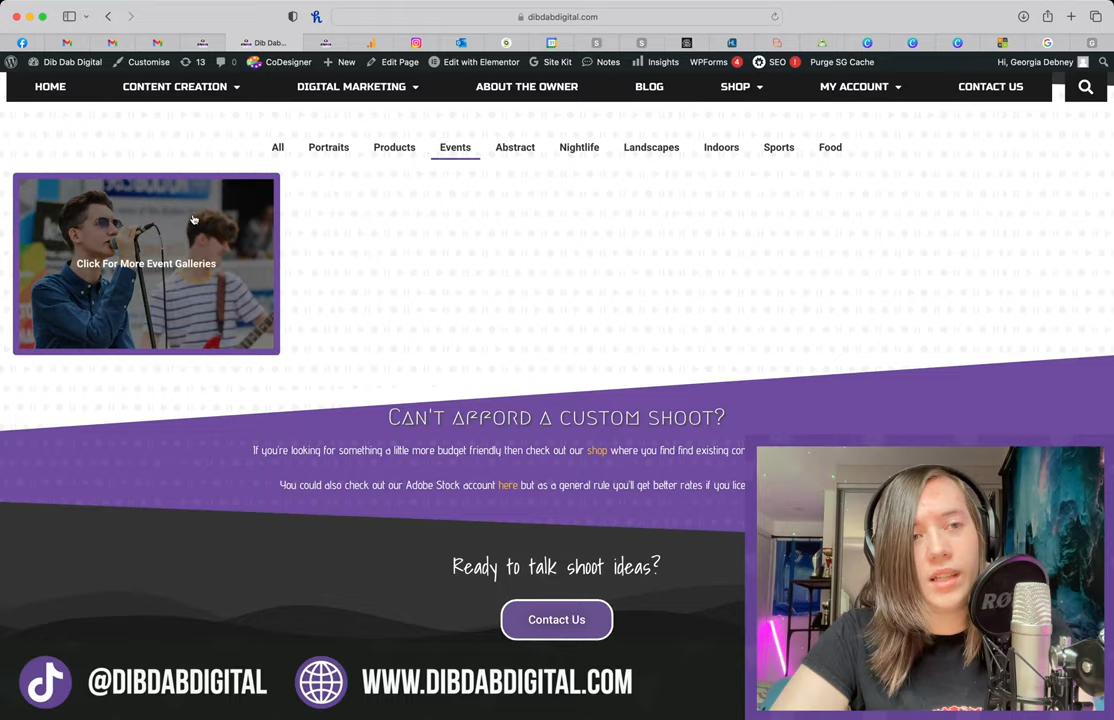 dibdabdigital.com
Dib Dab...
Dib Dab Digital
Customise
13
0
CoDesigner
New
Edit Page
Edit with Elementor
Site Kit
Notes
Insights
WPForms 4
SEO !
Purge SG Cache
Hi, Georgia Debney
HOME
CONTENT CREATION
DIGITAL MARKETING
ABOUT THE OWNER
BLOG
SHOP
MY ACCOUNT
CONTACT US
All
Portraits
Products
Events
Abstract
Nightlife
Landscapes
Indoors
Sports
Food
Click For More Event Galleries
CAN'T AFFORD A CUSTOM SHOOT?
If you're looking for something a little more budget friendly then check out our shop where you find find existing con
You could also check out our Adobe Stock account here but as a general rule you'll get better rates if you lice
Ready to talk shoot ideas?
Contact Us
@DIBDABDIGITAL
WWW.DIBDABDIGITAL.COM
RØ